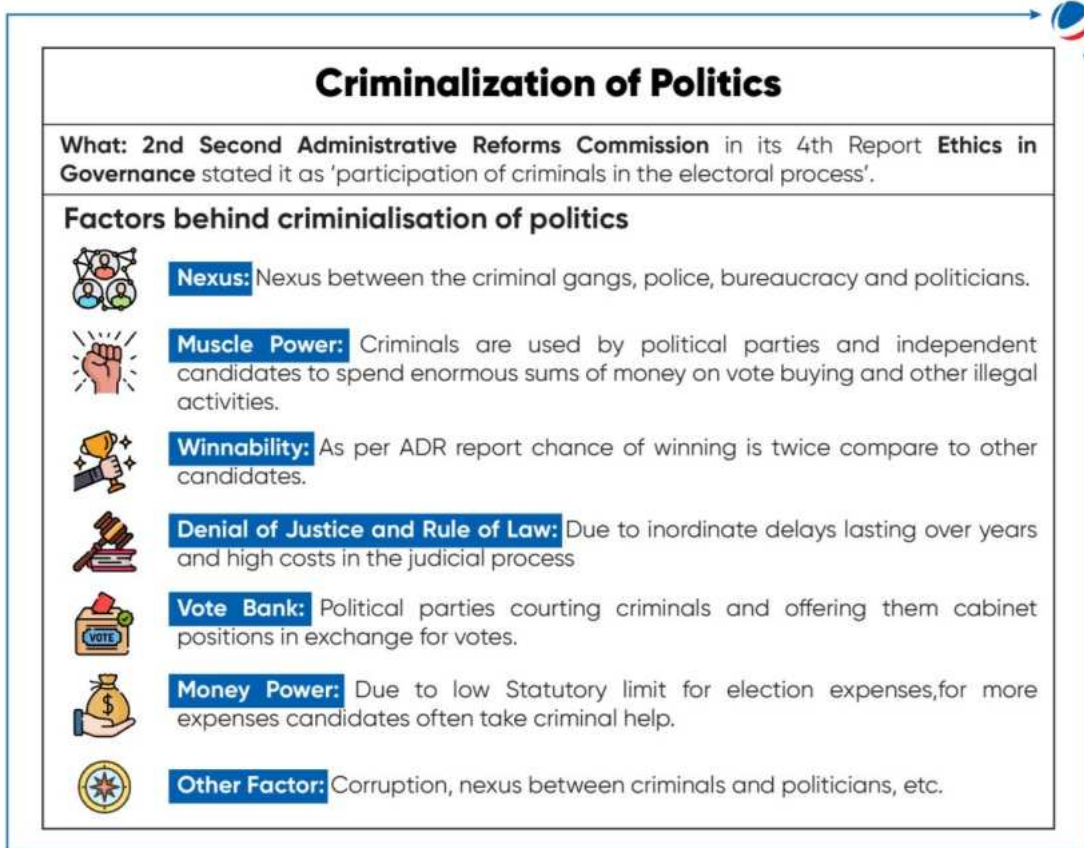 Criminalization of Politics
What: 2nd Second Administrative Reforms Commission in its 4th Report Ethics in
Governance stated it as 'participation of criminals in the electoral process'.
Factors behind criminialisation of politics
Nexus: Nexus between the criminal gangs, police, bureaucracy and politicians.
Muscle Power: Criminals are used by political parties and independent
candidates to spend enormous sums of money on vote buying and other illegal
activities.
Winnability: As per ADR report chance of winning is twice compare to other
candidates.
Denial of Justice and Rule of Law: Due to inordinate delays lasting over years
and high costs in the judicial process
Vote Bank: Political parties courting criminals and offering them cabinet
VOTE
positions in exchange for votes.
Money Power: Due to low Statutory limit for election expenses,for more
expenses candidates often take criminal help.
Other Factor: Corruption, nexus between criminals and politicians, etc.